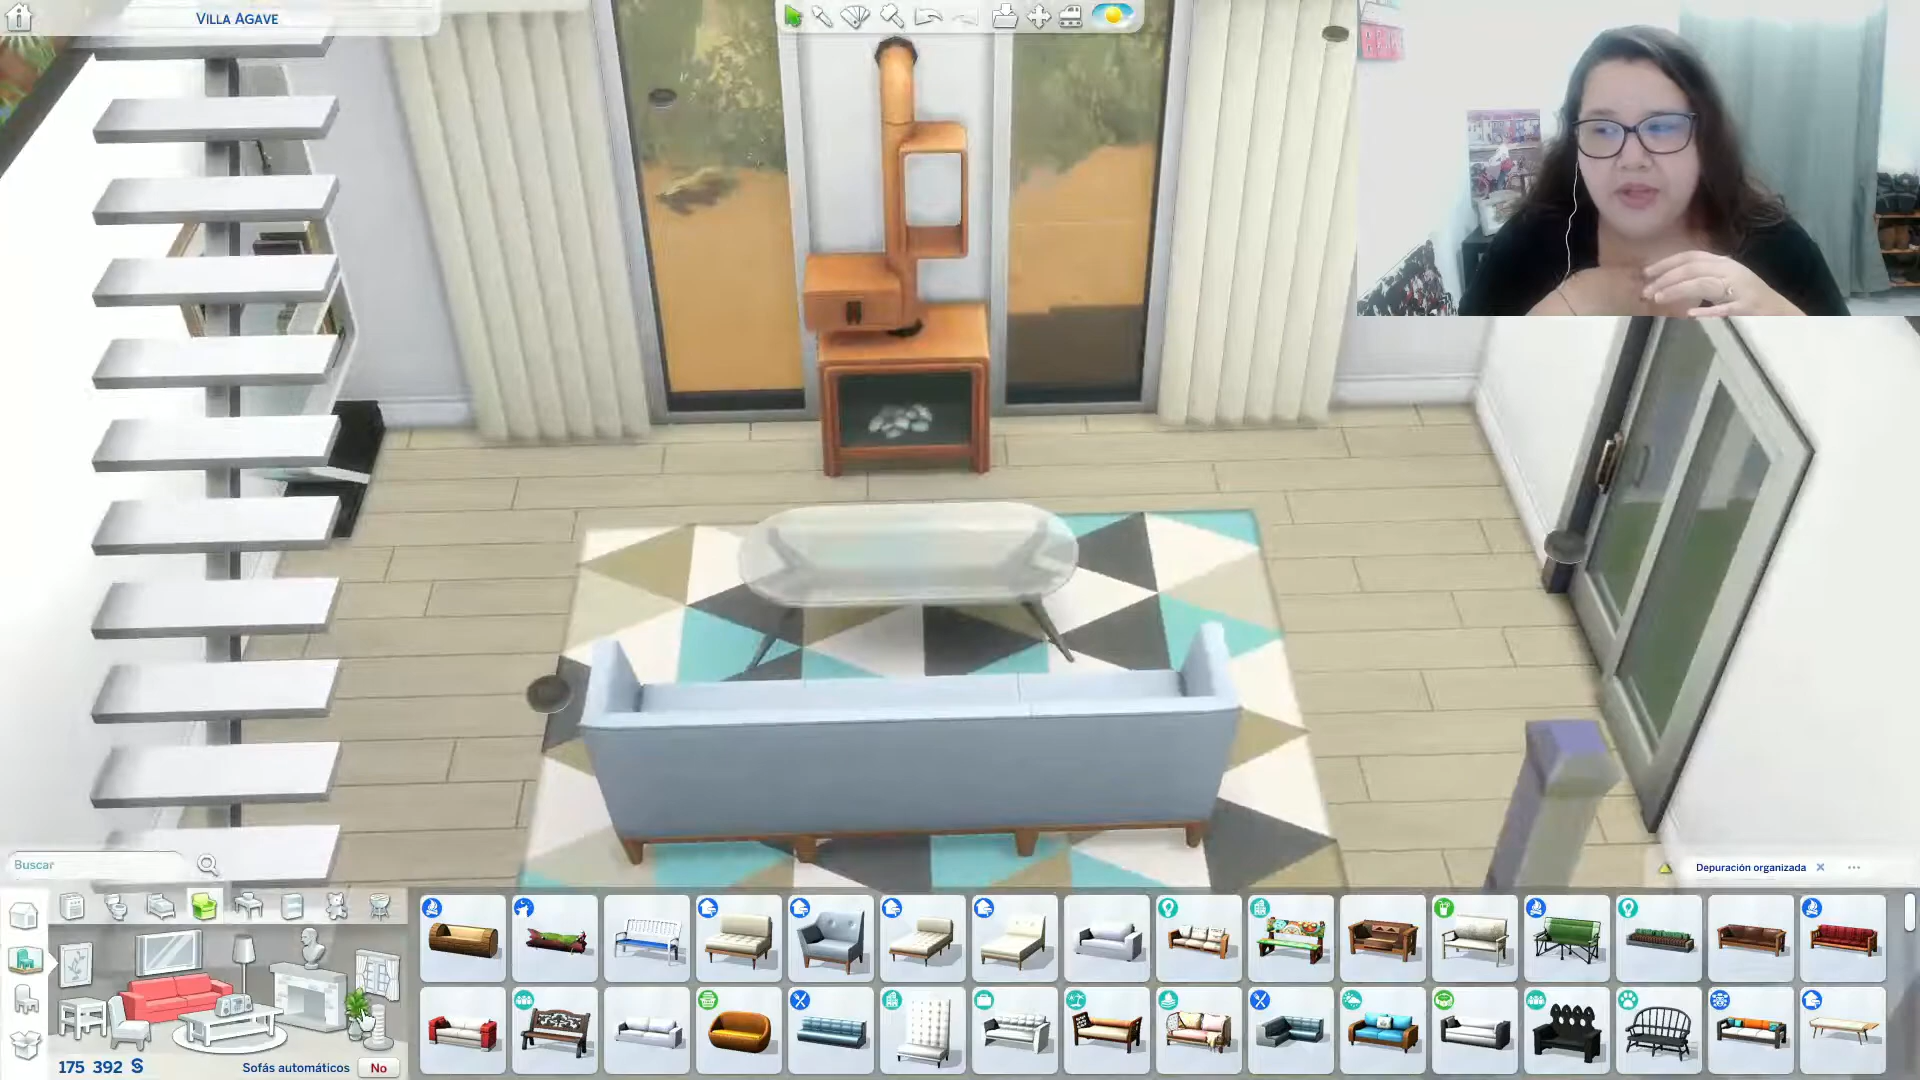 VILLA AGAVE
Buscar
Depuración organizada
175 392 S
Sofás automáticos
No